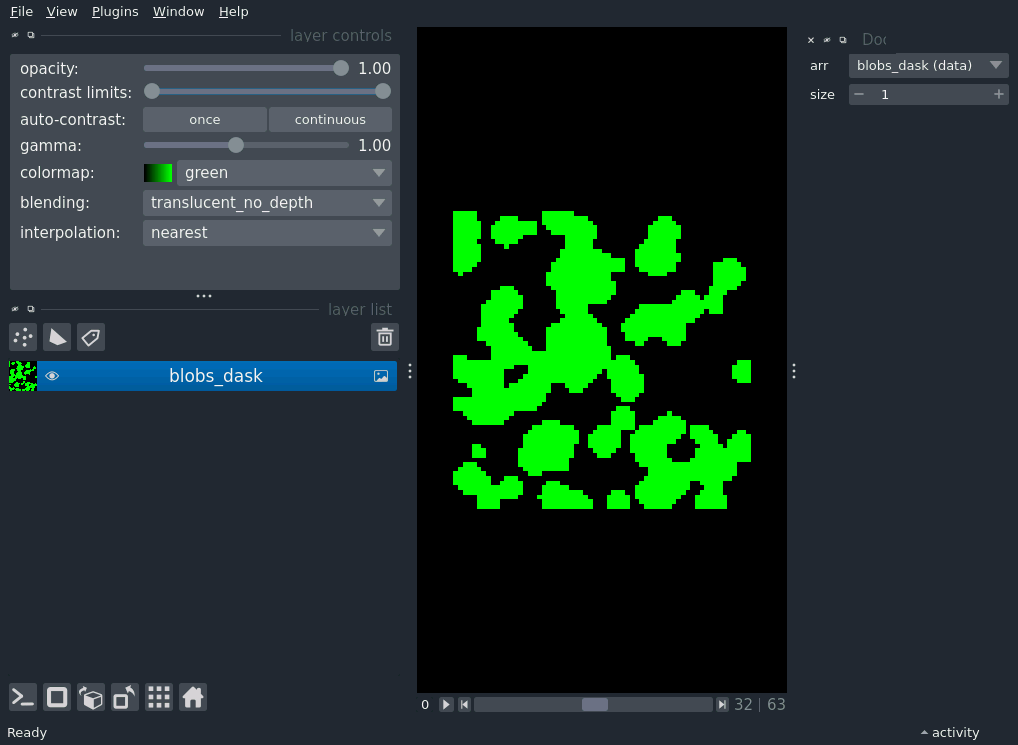 File View Plugins Window Help
layer controls
opacity: 1.00
contrast limits:
auto-contrast: once continuous
gamma: 1.00
colormap: green
blending: translucent_no_depth
interpolation: nearest
layer list
blobs_dask
0 32 | 63
arr blobs_dask (data)
size 1
Ready
activity